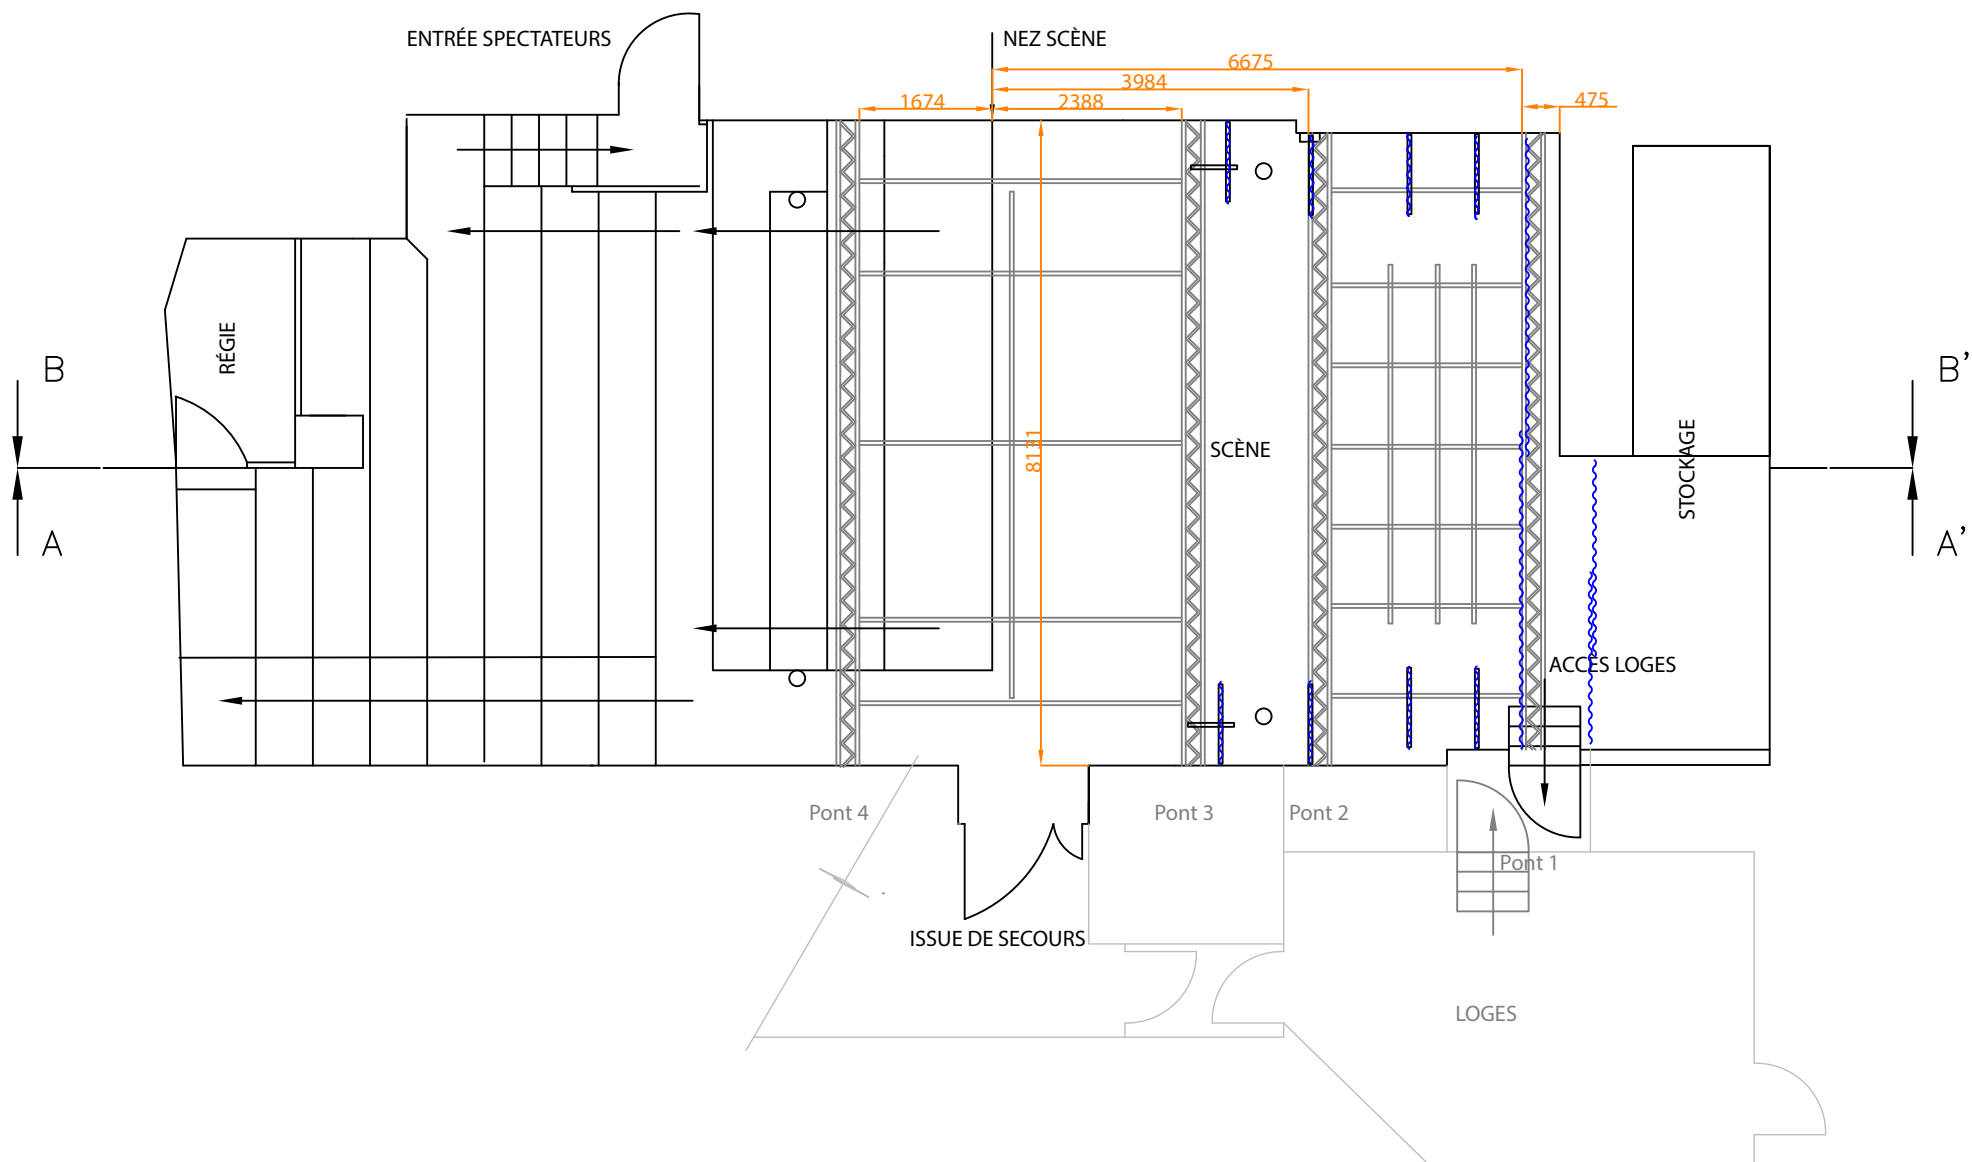 ENTRÉE SPECTATEURS
NEZ SCÈNE
6675
3984
1674
2388
475
RÉGIE
B
B’
8131
SCÈNE
STOCKAGE
A
A’
ACCES LOGES
Pont 4
Pont 3
Pont 2
Pont 1
ISSUE DE SECOURS
LOGES